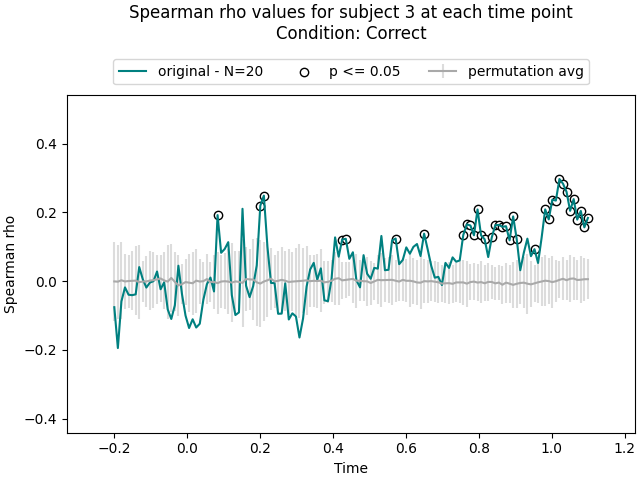 Spearman rho values for subject 3 at each time point
Condition: Correct
original - N=20 p <= 0.05 permutation avg
Spearman rho
0.4
0.2
0.0
−0.2
−0.4
−0.2 0.0 0.2 0.4 0.6 0.8 1.0 1.2
Time